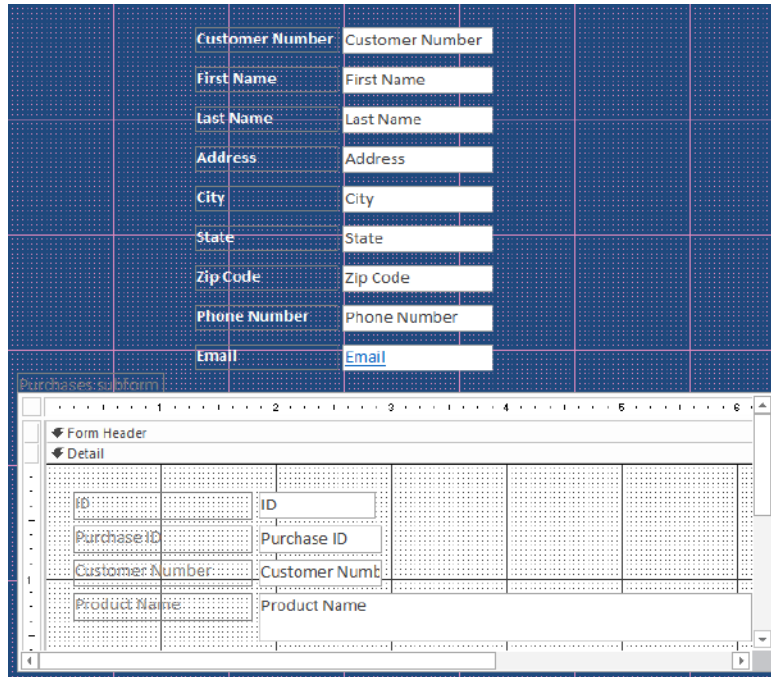 Customer Number Customer Number
First Name First Name
Last Name Last Name
Address Address
City City
State State
Zip Code Zip Code
Phone Number Phone Number
Email Email
Purchases subform
1 2 3 4 5 6
Form Header
Detail
ID ID
Purchase ID Purchase ID
1
Customer Number Customer Numb
Product Name Product Name